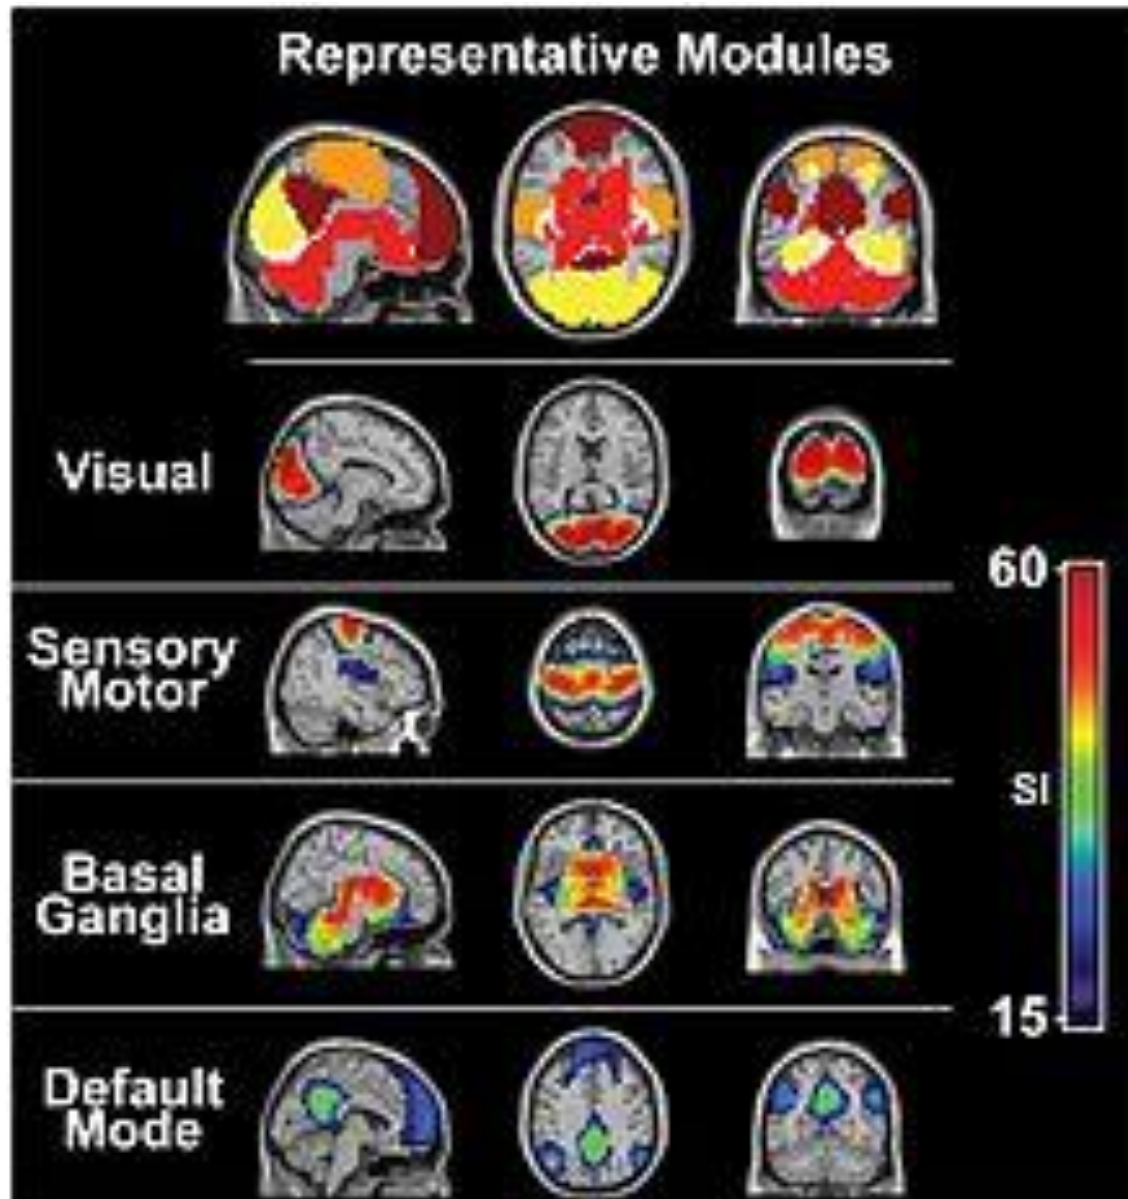 Representative Modules
Visual
60
Sensory
Motor
SI
Basal
Ganglia
15
Default
Mode